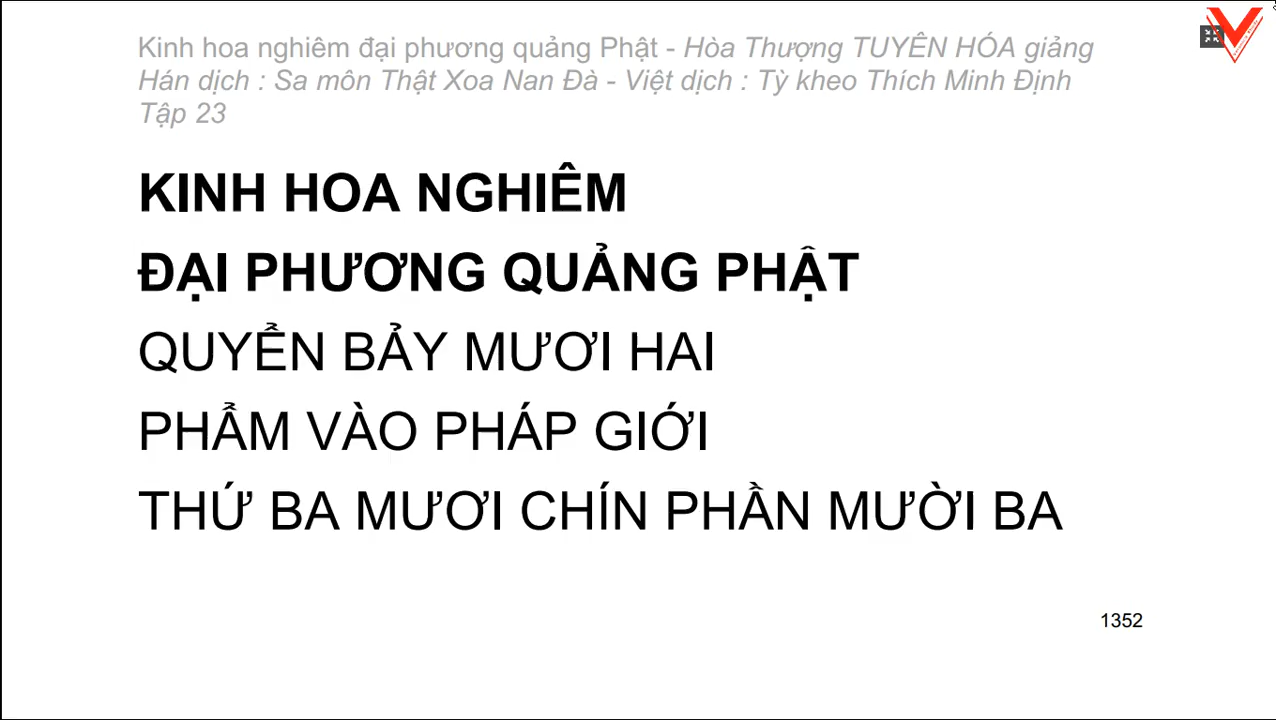 Kinh hoa nghiêm đại phương quảng Phật - Hòa Thượng TUYÊN HÓA giảng
Hán dịch : Sa môn Thật Xoa Nan Đà - Việt dịch : Tỳ kheo Thích Minh Định
Tập 23
KINH HOA NGHIÊM
ĐẠI PHƯƠNG QUẢNG PHẬT
QUYỂN BẢY MƯƠI HAI
PHẨM VÀO PHÁP GIỚI
THỨ BA MƯƠI CHÍN PHẦN MƯỜI BA
1352